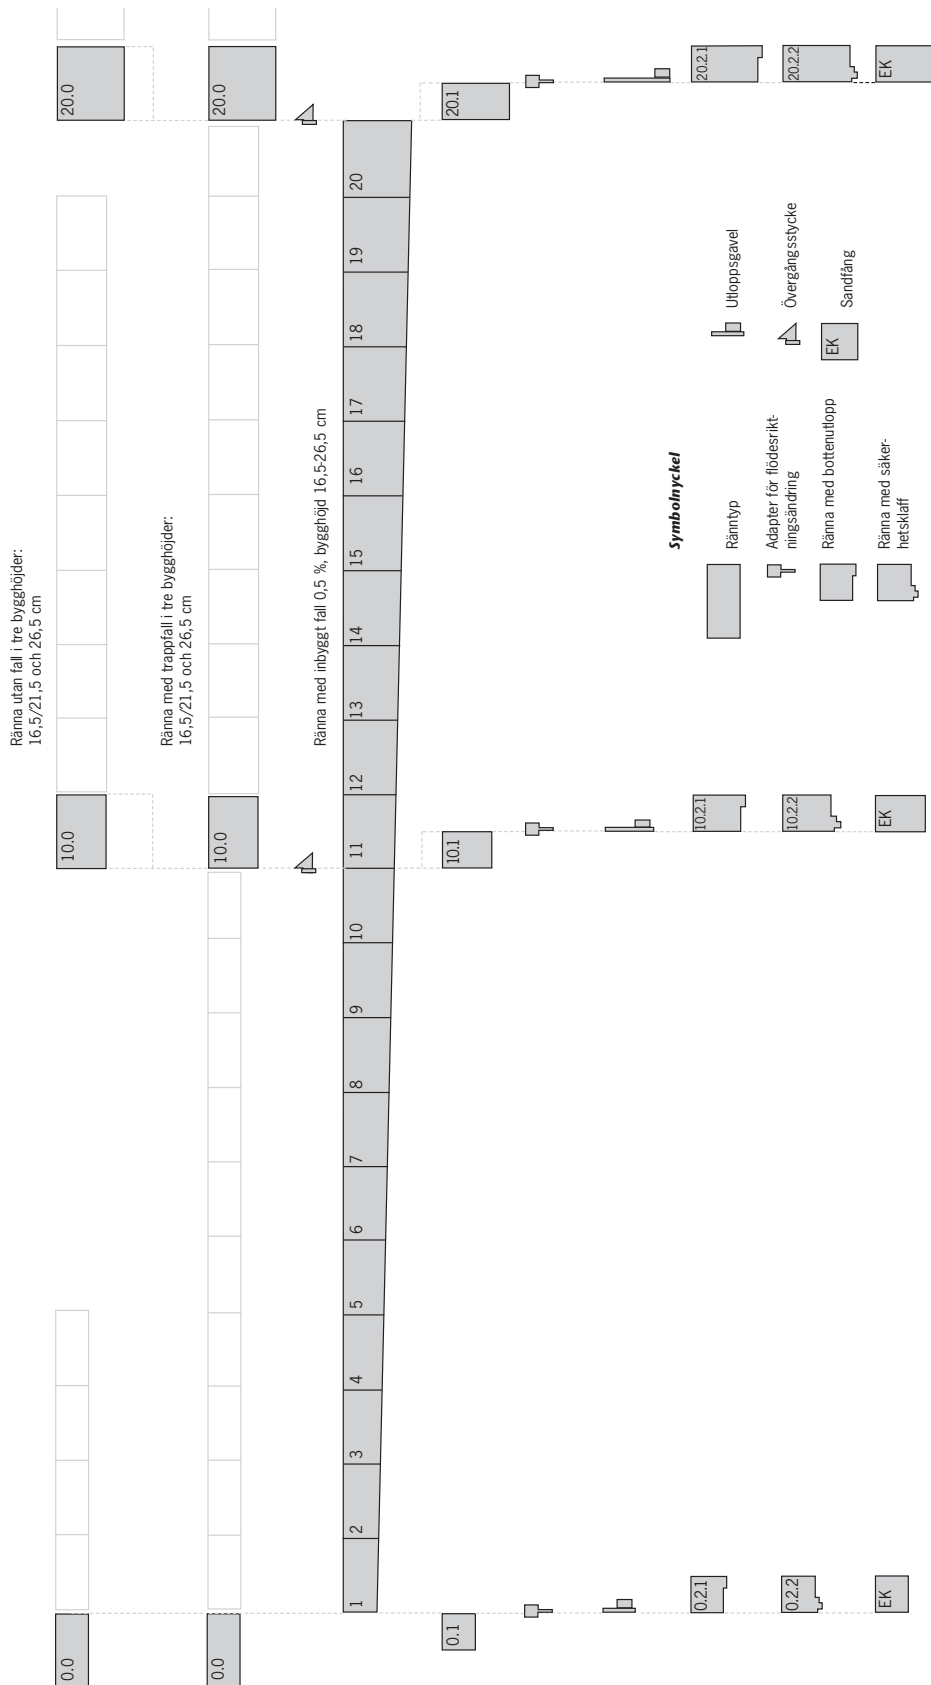 Ränna utan fall i tre bygghöjder:
16,5/21,5 och 26,5 cm
0.0
10.0
20.0
Ränna med trappfall i tre bygghöjder:
16,5/21,5 och 26,5 cm
0.0
10.0
20.0
Ränna med inbyggt fall 0,5 %, bygghöjd 16,5-26,5 cm
1 2 3 4 5 6 7 8 9 10 11 12 13 14 15 16 17 18 19 20
0.1
10.1
20.1
0.2.1
10.2.1
20.2.1
0.2.2
10.2.2
20.2.2
EK
EK
EK
Symbolnyckel
Ränntyp
Adapter för flödesrikt-
ningsändring
Ränna med bottenutlopp
Ränna med säker-
hetsklaff
Utloppsgavel
Övergångsstycke
EK
Sandfång